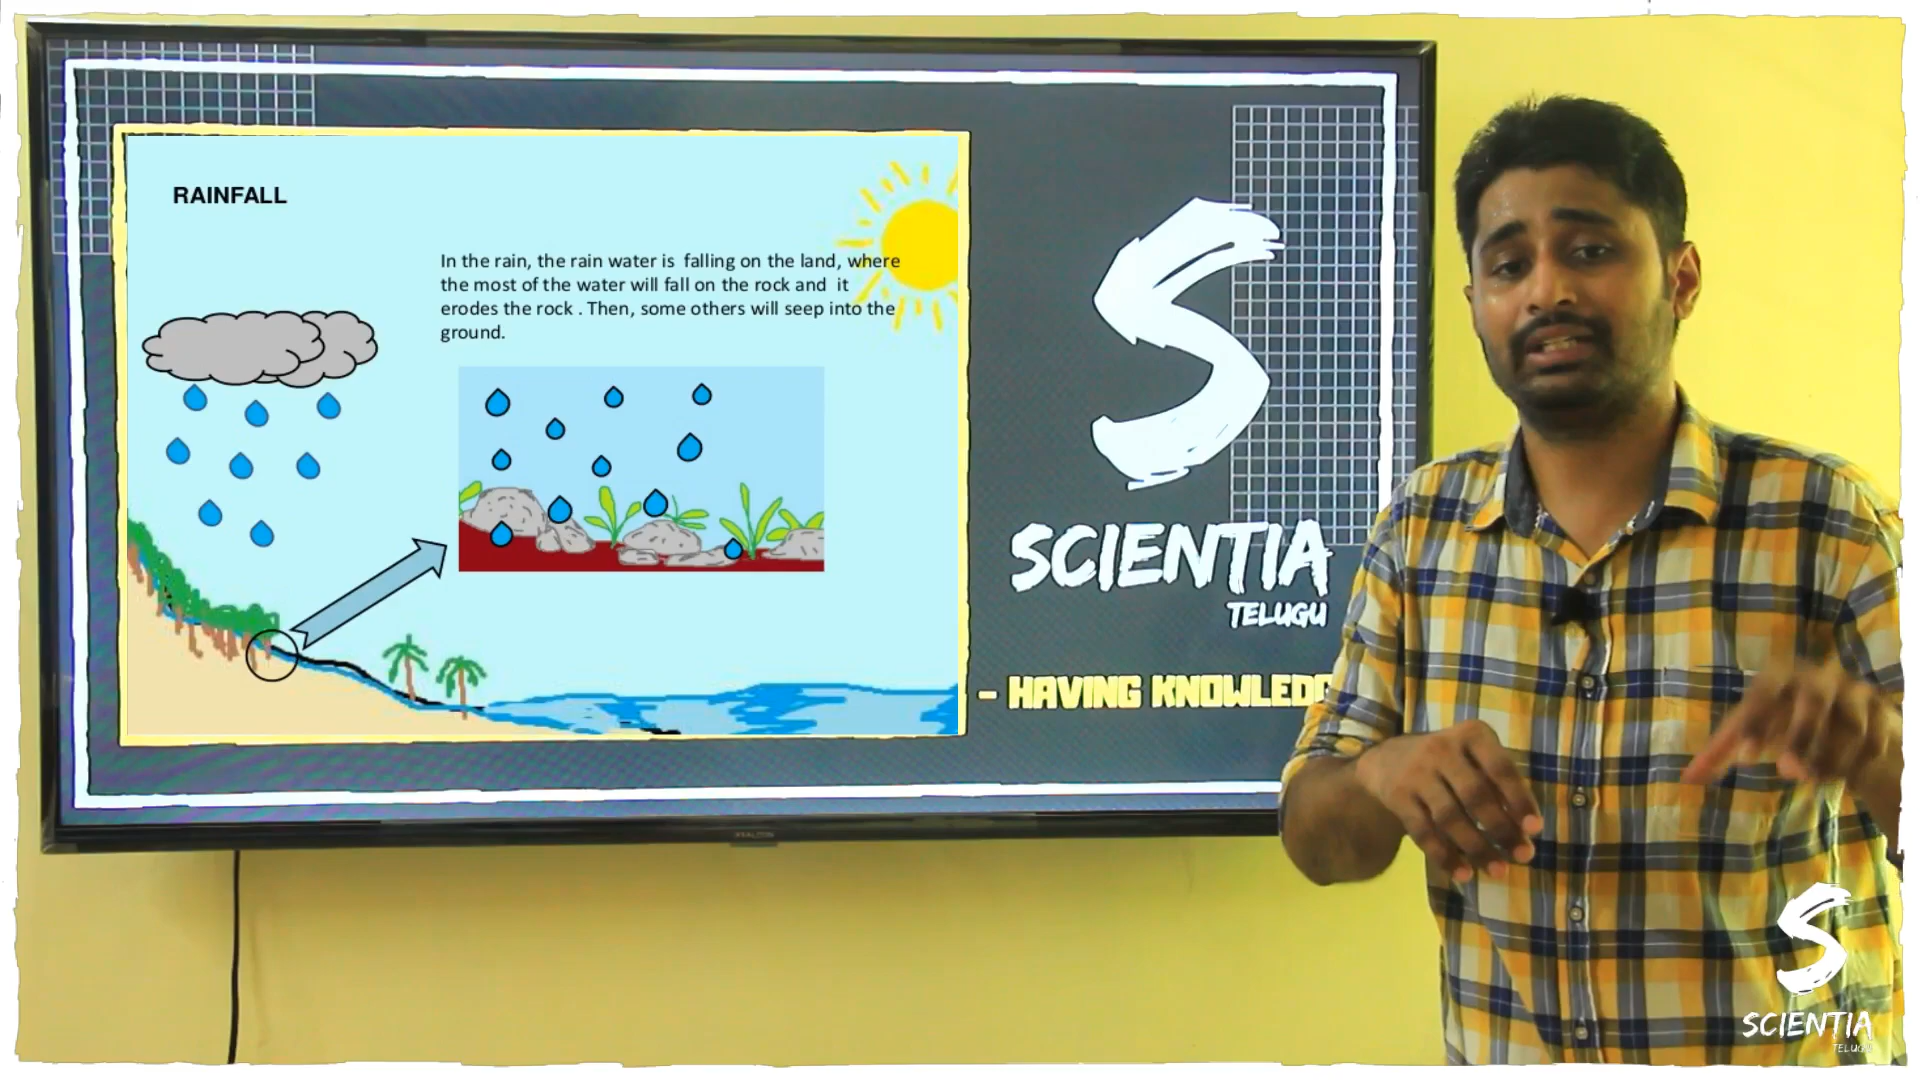 RAINFALL
In the rain, the rain water is falling on the land, where
the most of the water will fall on the rock and it
erodes the rock . Then, some others will seep into the
ground.
S
SCIENTIA
TELUGU
- HAVING KNOWLEDG
S
SCIENTIA
TELUGU